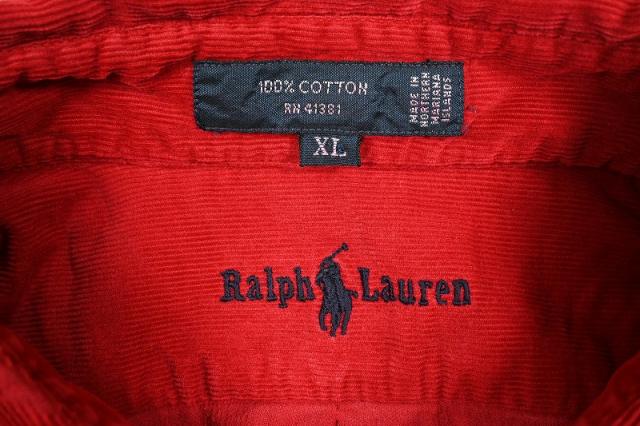 100% COTTON
RN 41381
MADE IN
NORTHERN
MARIANA
ISLANDS
XL
Ralph Lauren